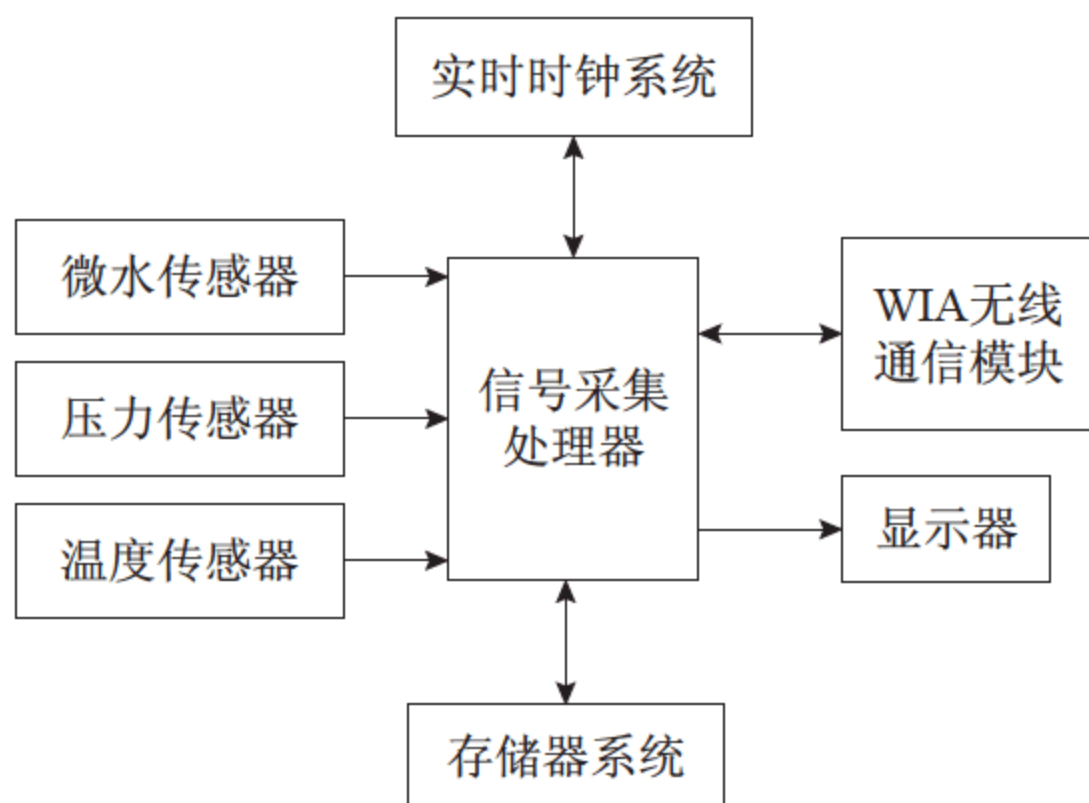 实时时钟系统
微水传感器
压力传感器
温度传感器
信号采集
处理器
WIA无线
通信模块
显示器
存储器系统